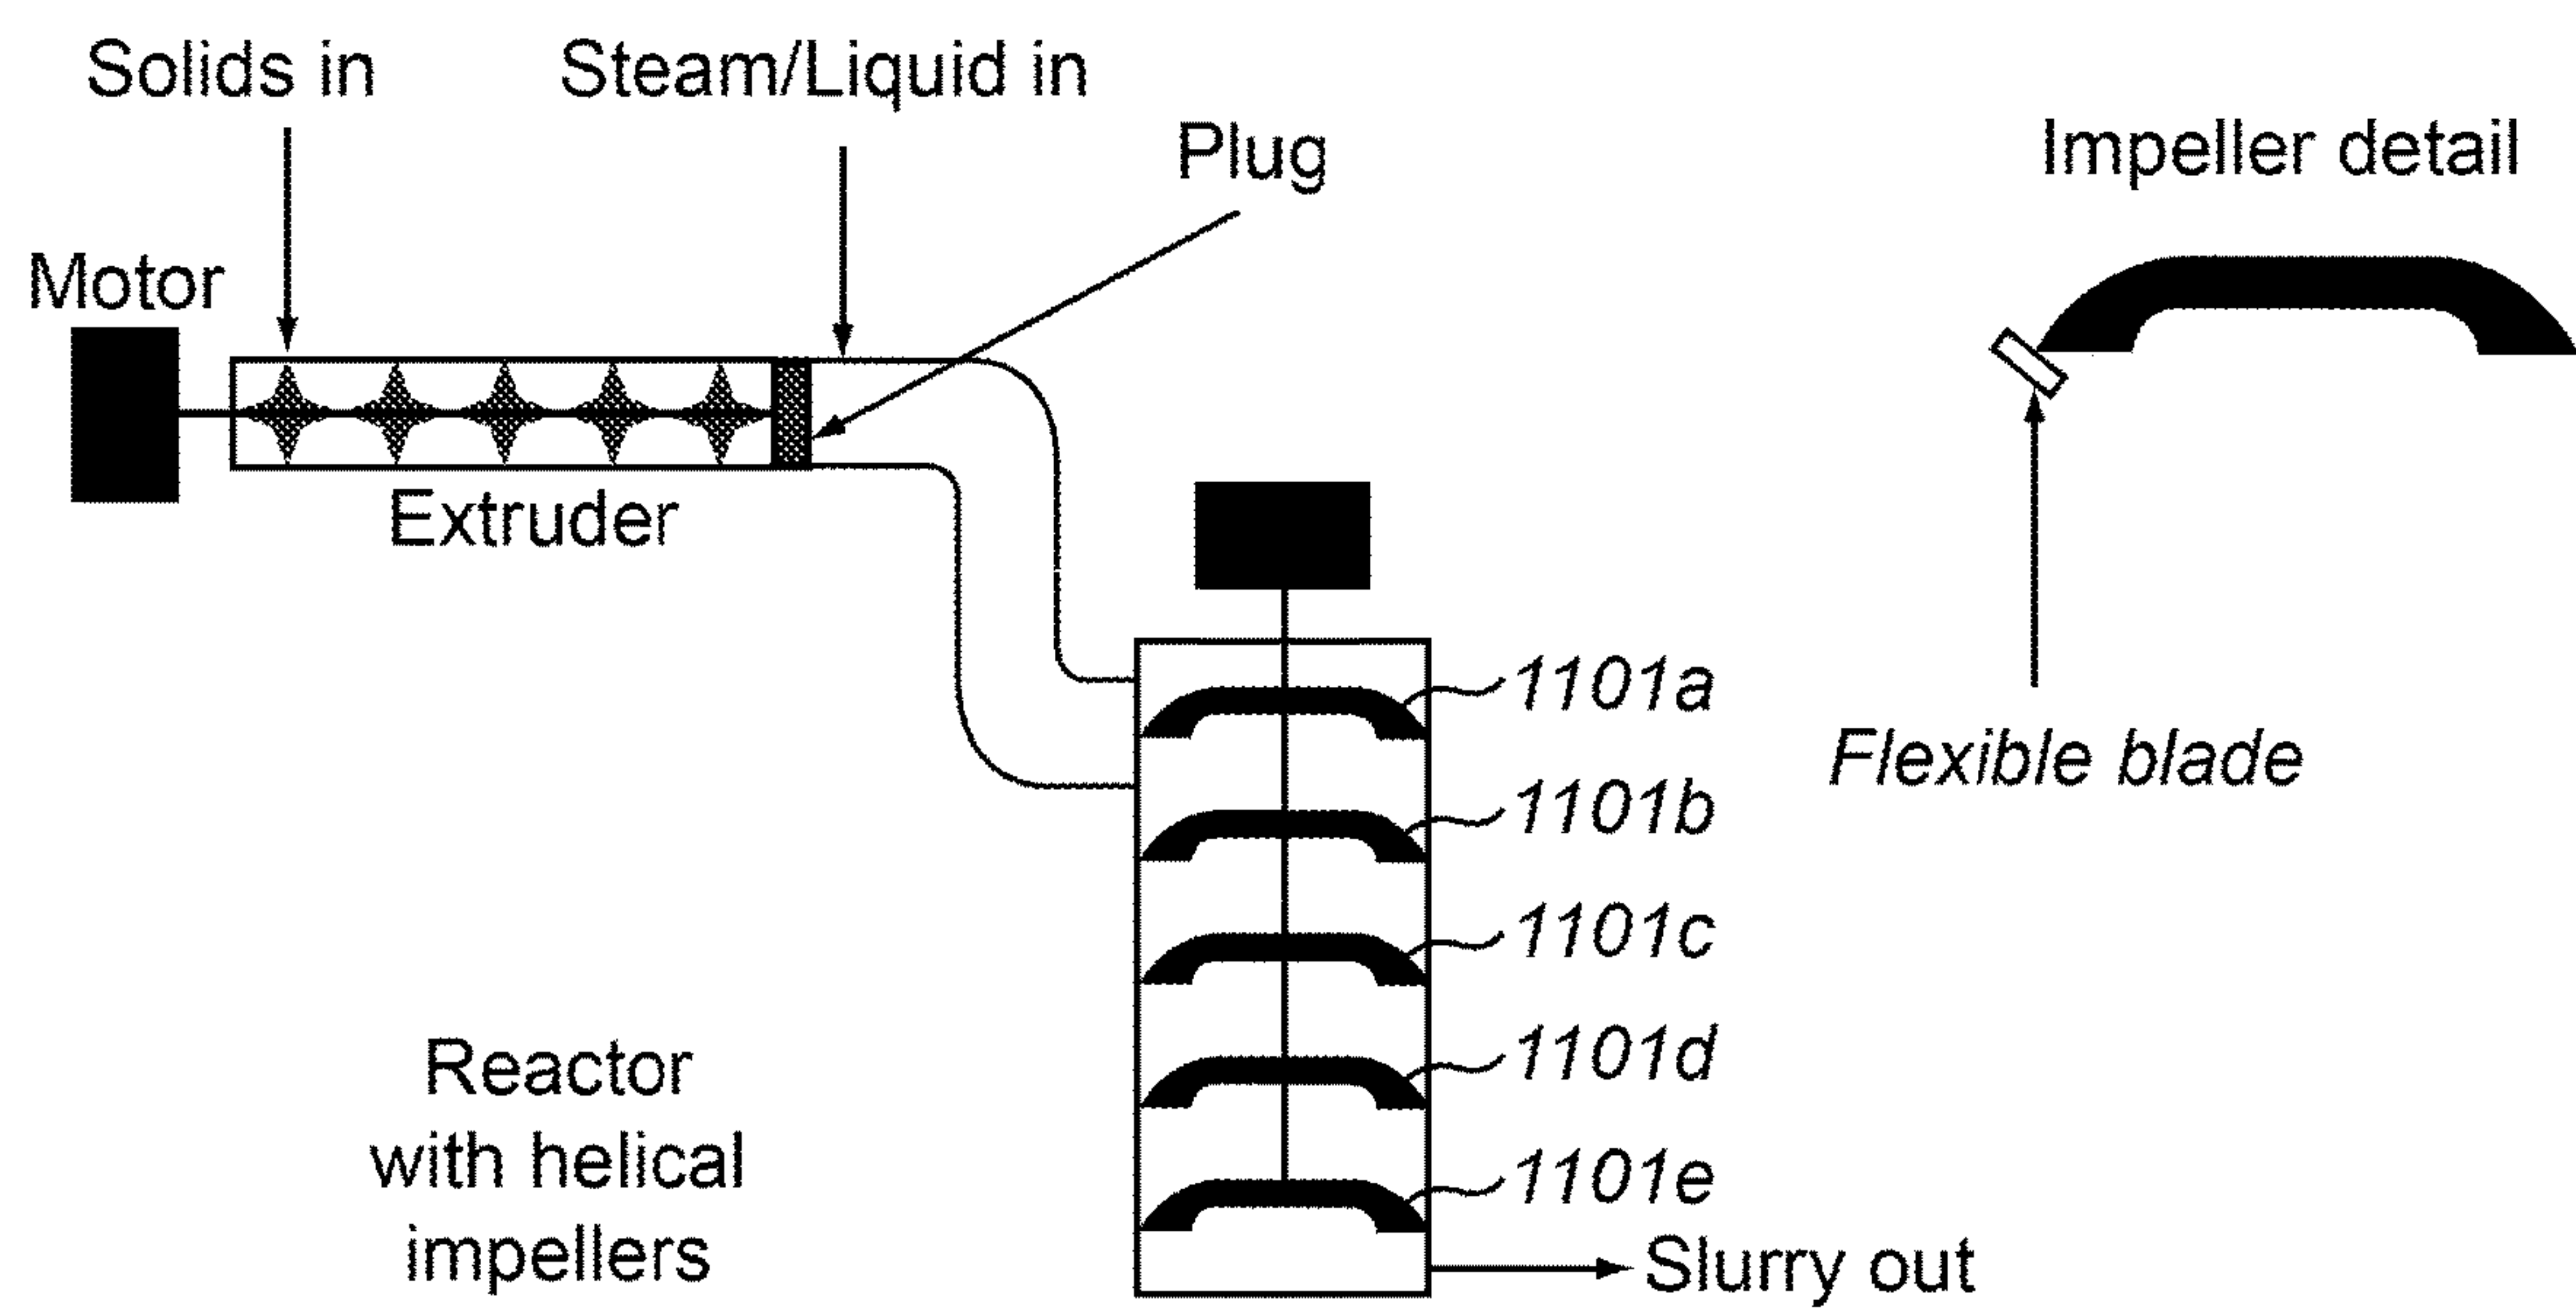 Solids in
Steam/Liquid in
Plug
Impeller detail
Motor
Extruder
1101a
Flexible blade
1101b
1101c
Reactor
with helical
impellers
1101d
1101e
Slurry out